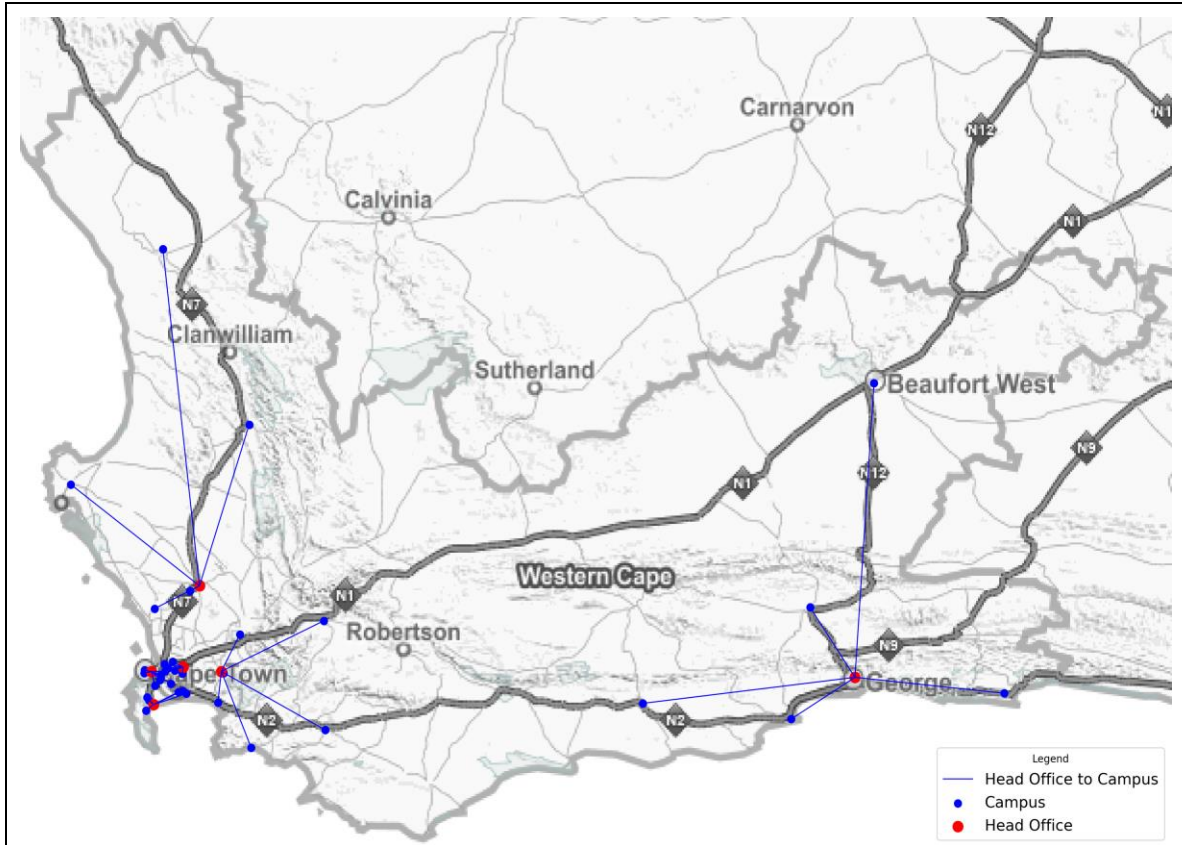 Carnarvon
N12
N1
Calvinia
N1
N7
Clanwilliam
Sutherland
Beaufort West
N9
N12
N1
Western Cape
N1
N7
Robertson
N9
ape Town
George
N2
N2
Legend
Head Office to Campus
Campus
Head Office